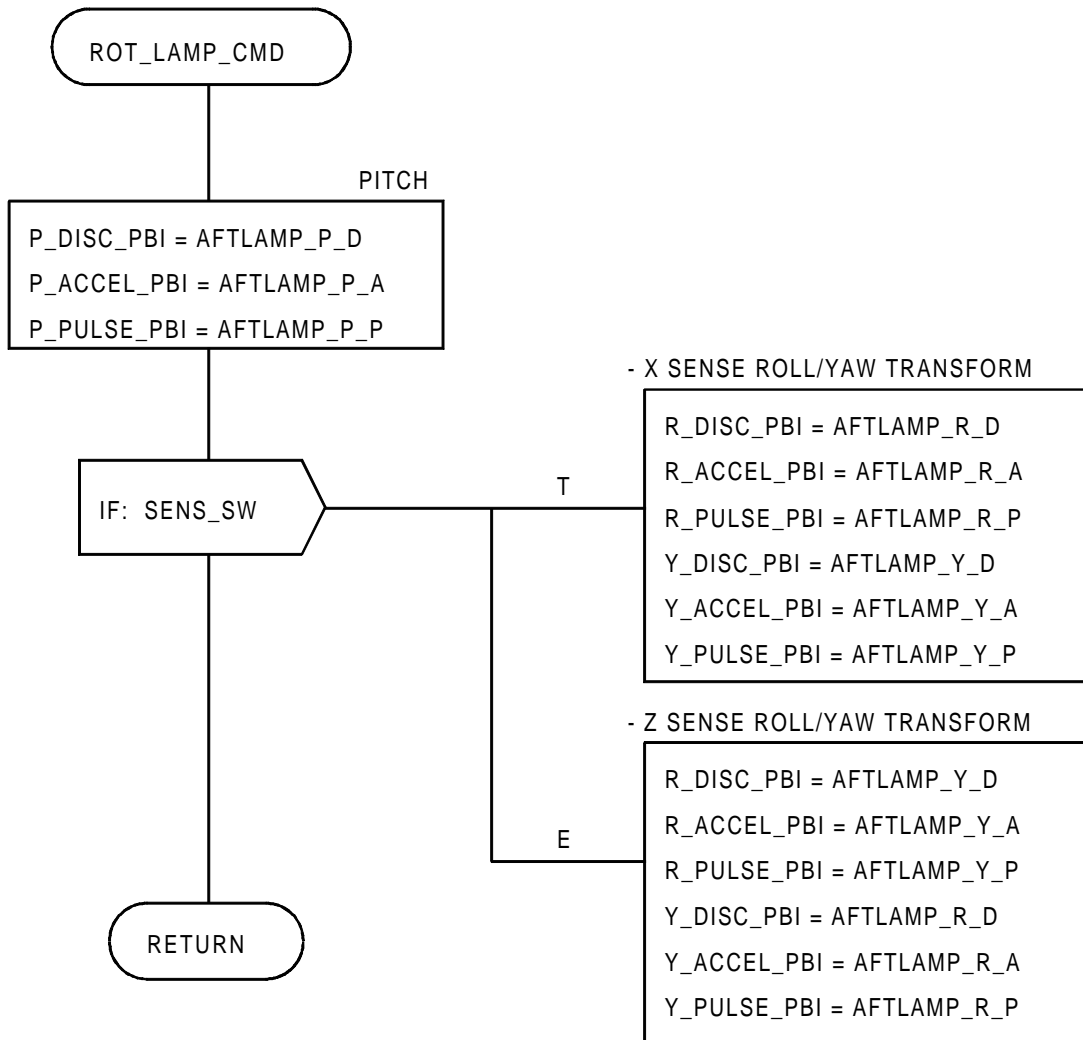 ROT_LAMP_CMD
PITCH
P_DISC_PBI = AFTLAMP_P_D
P_ACCEL_PBI = AFTLAMP_P_A
P_PULSE_PBI = AFTLAMP_P_P
IF: SENS_SW
T
- X SENSE ROLL/YAW TRANSFORM
R_DISC_PBI = AFTLAMP_R_D
R_ACCEL_PBI = AFTLAMP_R_A
R_PULSE_PBI = AFTLAMP_R_P
Y_DISC_PBI = AFTLAMP_Y_D
Y_ACCEL_PBI = AFTLAMP_Y_A
Y_PULSE_PBI = AFTLAMP_Y_P
E
- Z SENSE ROLL/YAW TRANSFORM
R_DISC_PBI = AFTLAMP_Y_D
R_ACCEL_PBI = AFTLAMP_Y_A
R_PULSE_PBI = AFTLAMP_Y_P
Y_DISC_PBI = AFTLAMP_R_D
Y_ACCEL_PBI = AFTLAMP_R_A
Y_PULSE_PBI = AFTLAMP_R_P
RETURN